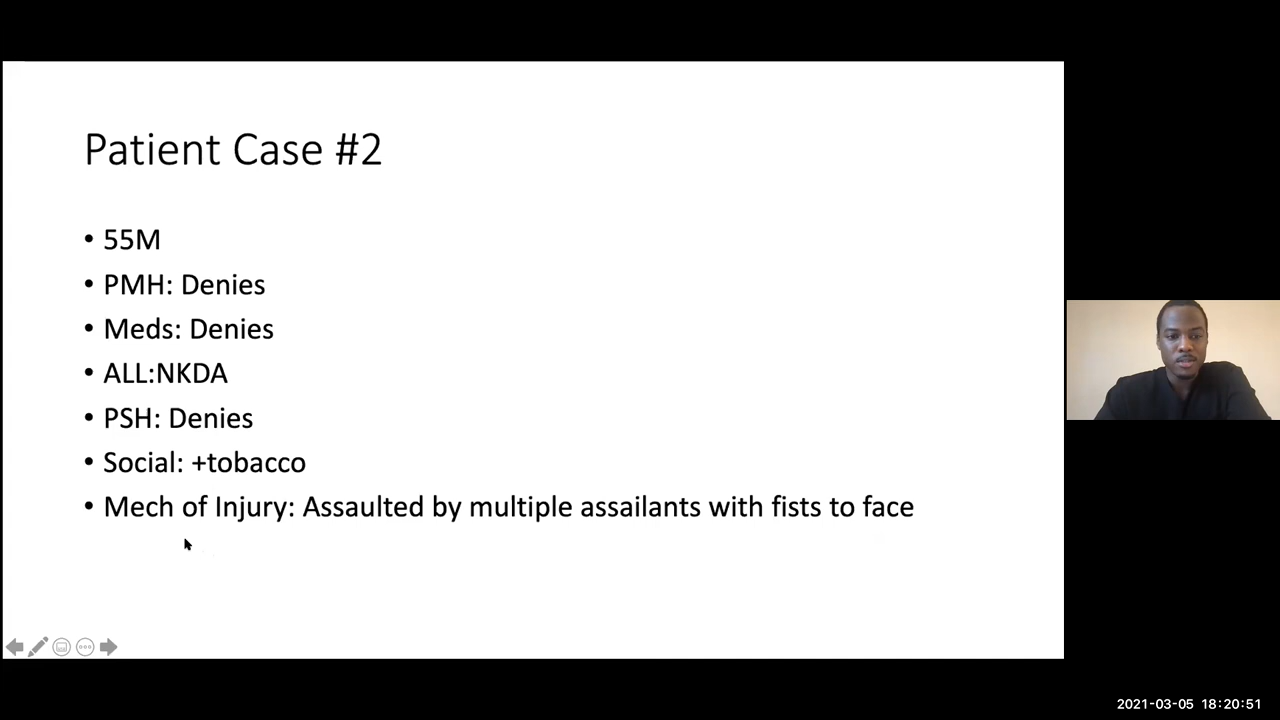 Patient Case #2
• 55M
• PMH: Denies
• Meds: Denies
• ALL:NKDA
• PSH: Denies
• Social: +tobacco
• Mech of Injury: Assaulted by multiple assailants with fists to face
2021-03-05 18:20:51